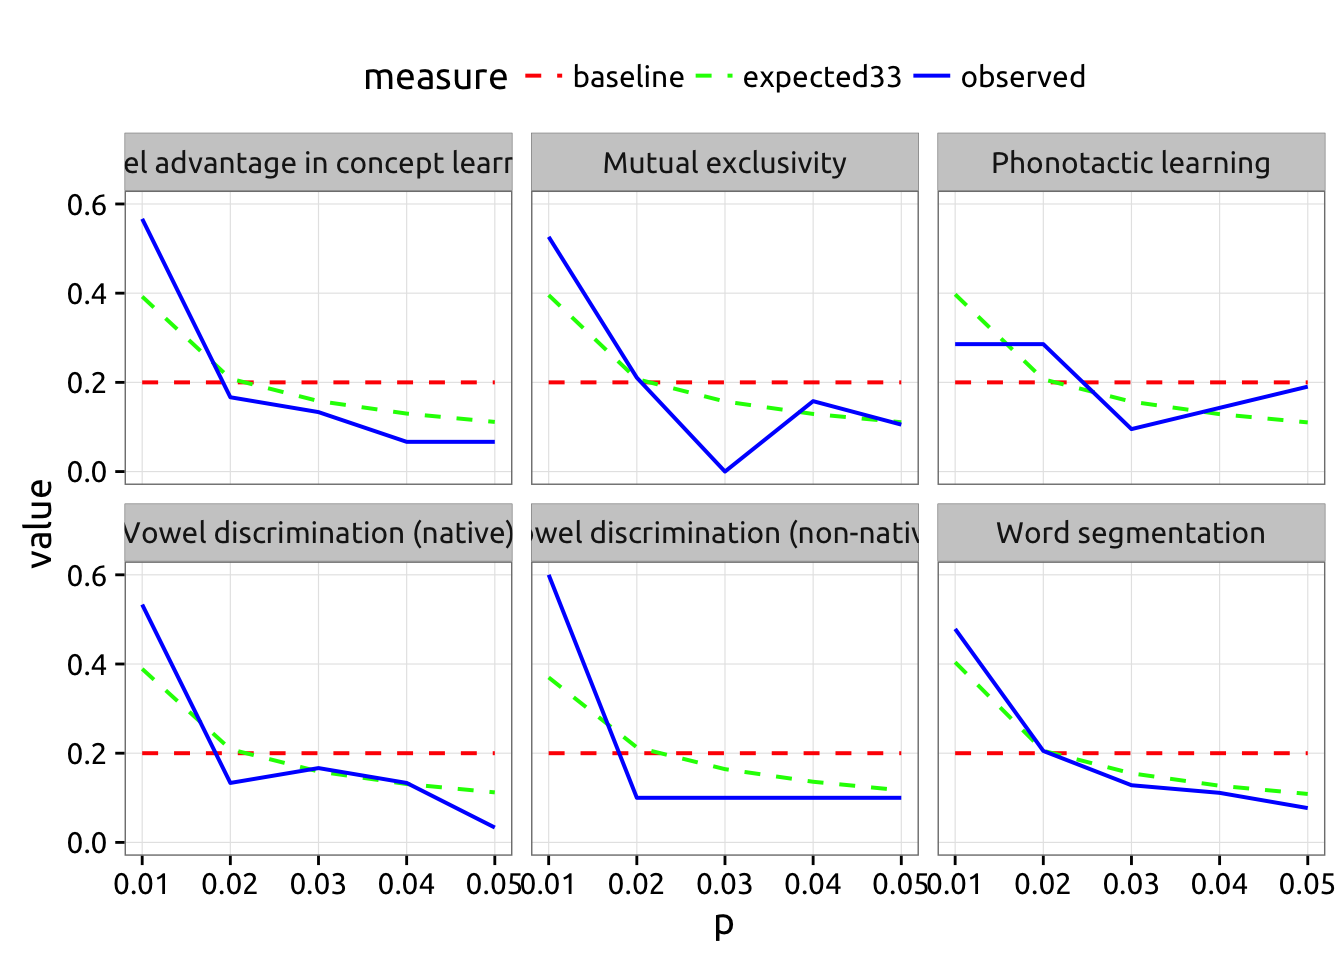 measure baseline expected33 observed
el advantage in concept learn Mutual exclusivity Phonotactic learning
0.6
0.4
0.2
0.0
value
Vowel discrimination (native) owel discrimination (non-nativ Word segmentation
0.6
0.4
0.2
0.0
0.01 0.02 0.03 0.04 0.05 0.01 0.02 0.03 0.04 0.05 0.01 0.02 0.03 0.04 0.05
p